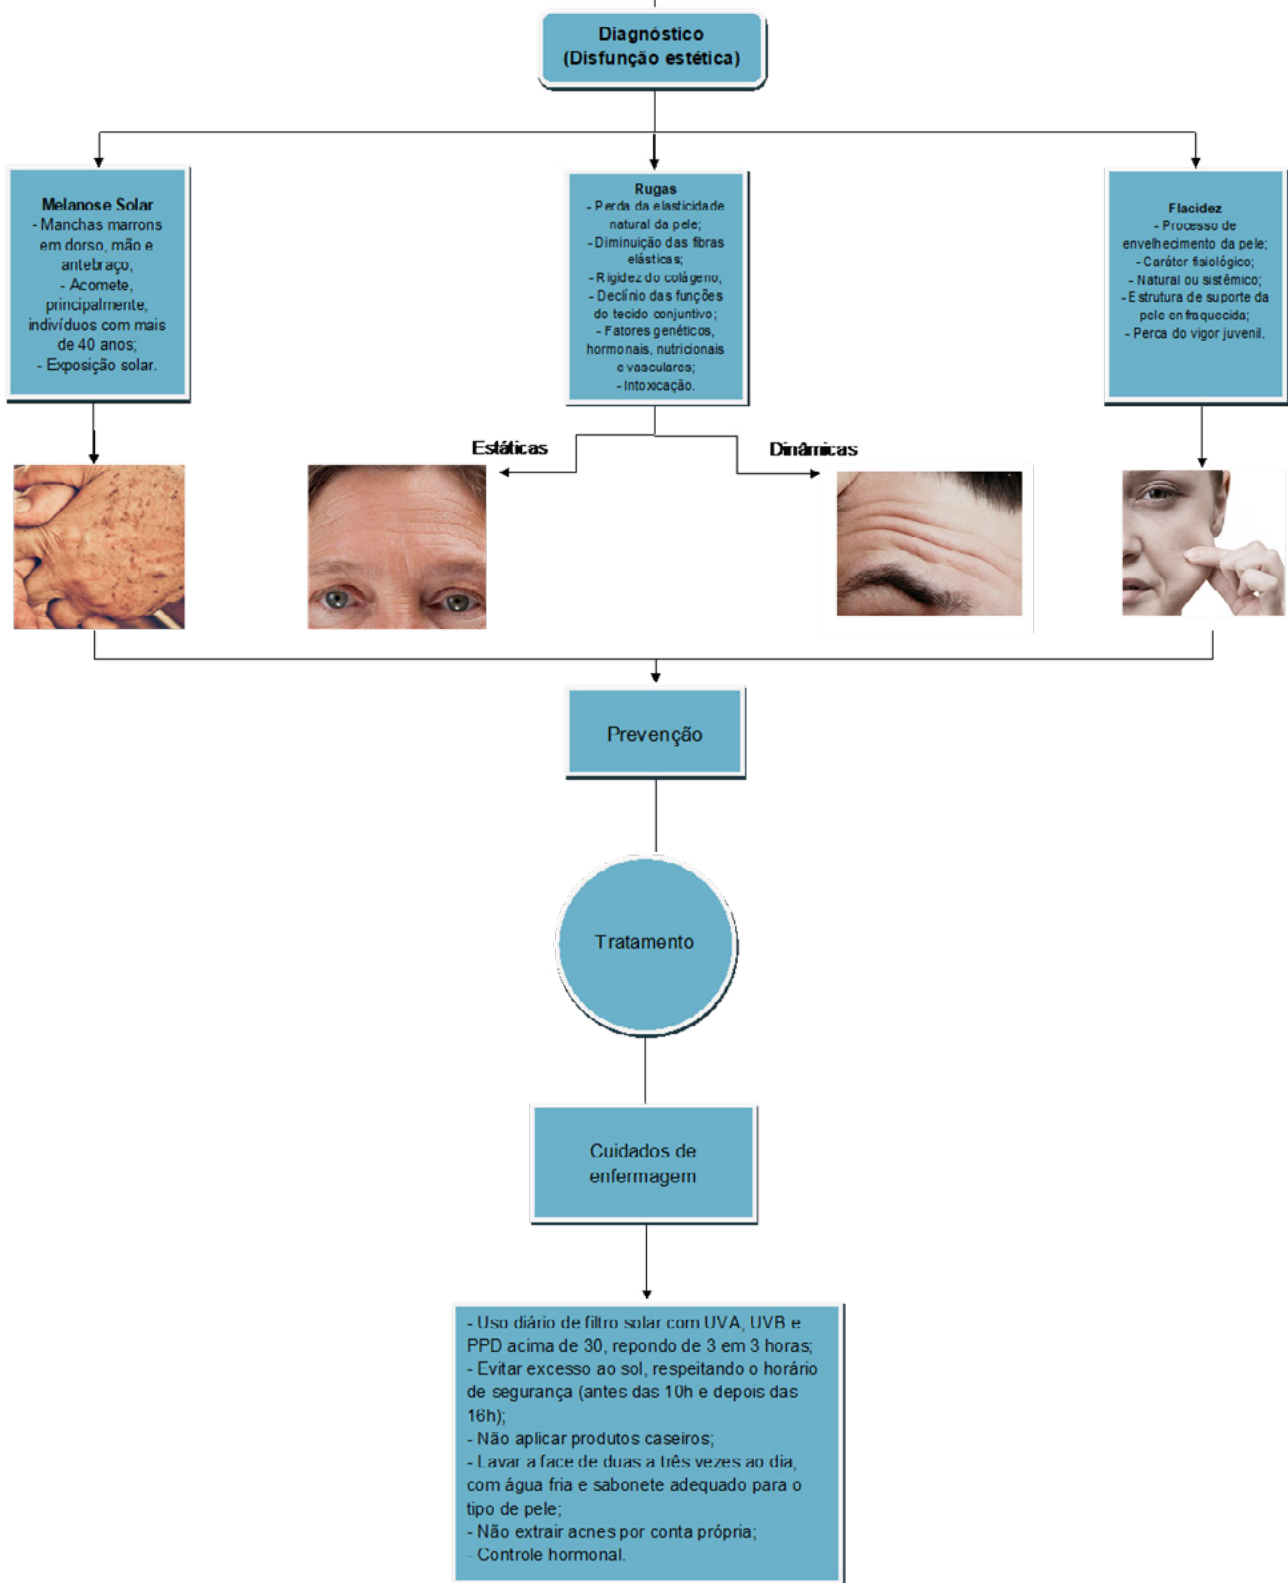 Diagnóstico
(Disfunção estética)
Melanose Solar
- Manchas marrons
em dorso, mão e
antebraço;
- Acomete,
principalmente,
indivíduos com mais
de 40 anos;
- Exposição solar.
Rugas
- Perda da elasticidade
natural da pele;
- Diminuição das fibras
elásticas;
- Rigidez do colágeno;
- Declínio das funções
do tecido conjuntivo;
- Fatores genéticos,
hormonais, nutricionais
e vasculares;
- Intoxicação.
Flacidez
- Processo de
envelhecimento da pele;
- Caráter fisiológico;
- Natural ou sistêmico;
- Estrutura de suporte da
pele enfraquecida;
- Perca do vigor juvenil.
Estáticas
Dinâmicas
Prevenção
Tratamento
Cuidados de
enfermagem
- Uso diário de filtro solar com UVA, UVB e
PPD acima de 30, repondo de 3 em 3 horas;
- Evitar excesso ao sol, respeitando o horário
de segurança (antes das 10h e depois das
16h);
- Não aplicar produtos caseiros;
- Lavar a face de duas a três vezes ao dia,
com água fria e sabonete adequado para o
tipo de pele;
- Não extrair acnes por conta própria;
- Controle hormonal.